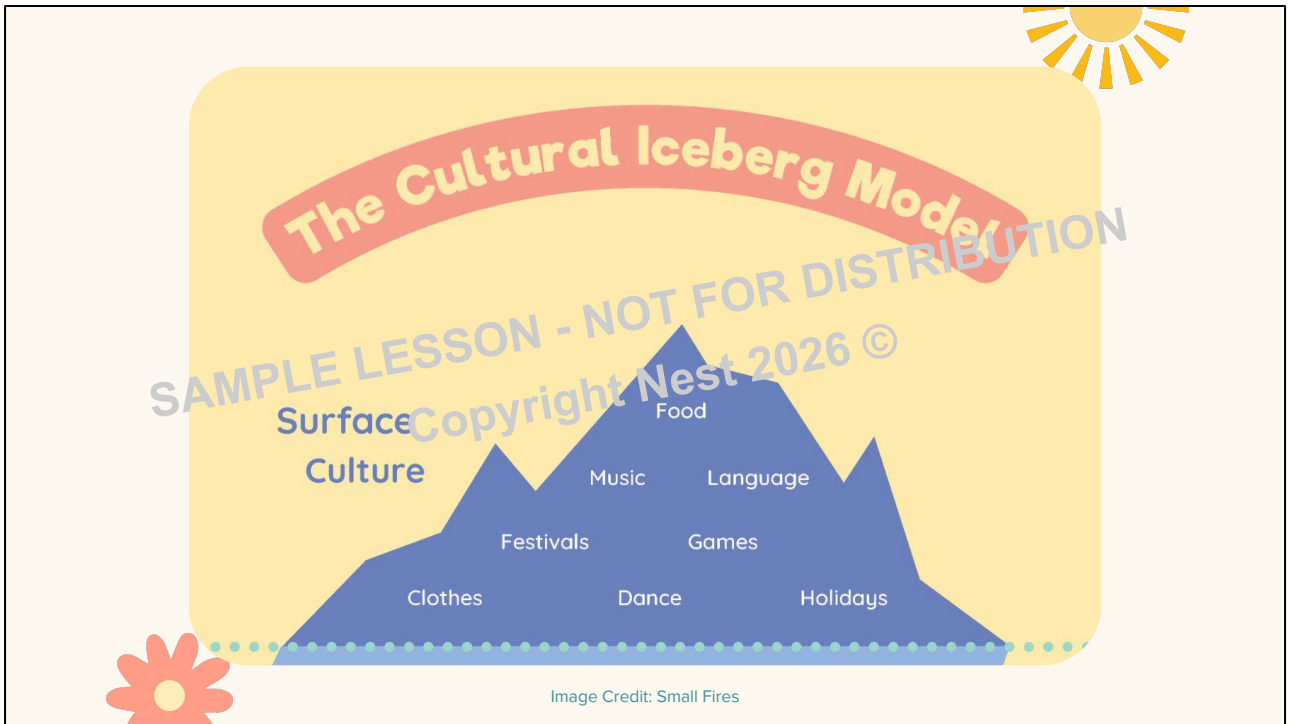 The Cultural Iceberg Model
SAMPLE LESSON - NOT FOR DISTRIBUTION
Copyright Nest 2026 ©
Surface
Culture
Food
Music Language
Festivals Games
Clothes Dance Holidays
Image Credit: Small Fires